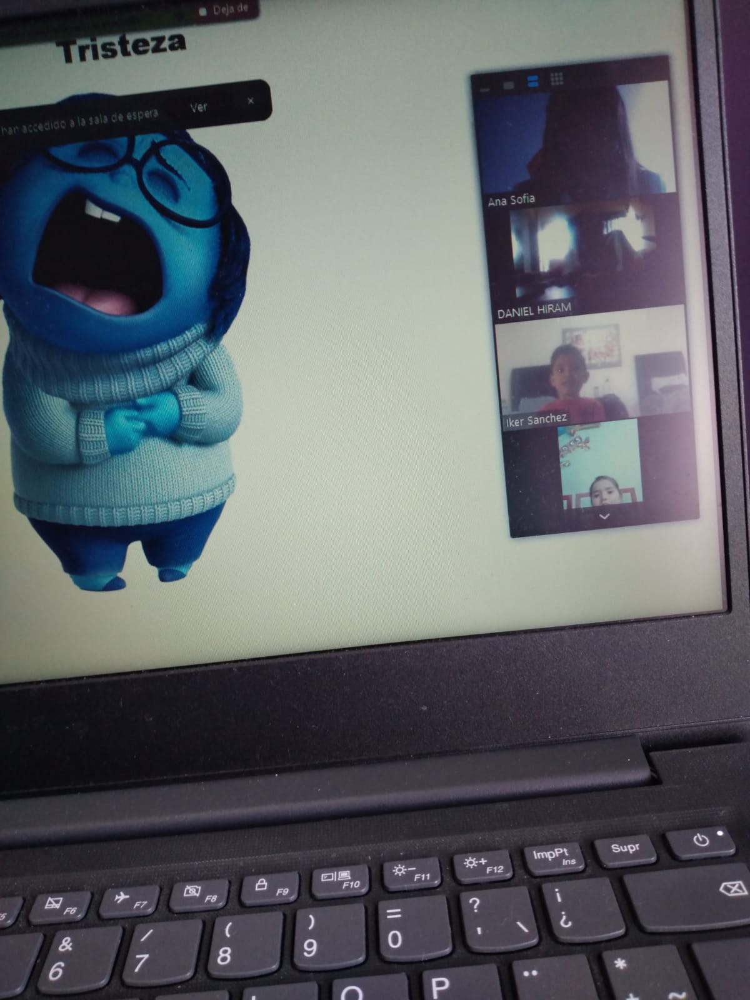 Deja de
Tristeza
han accedido a la sala de espera
Ver
×
Ana Sofia
DANIEL HIRAM
Iker Sanchez
F6
F7
F8
F9
F10
F11
F12
ImpPt
Ins
Supr
&
6
/
7
(
8
)
9
=
0
?
'
\
¡
¿
O
P
¨
*
+
~